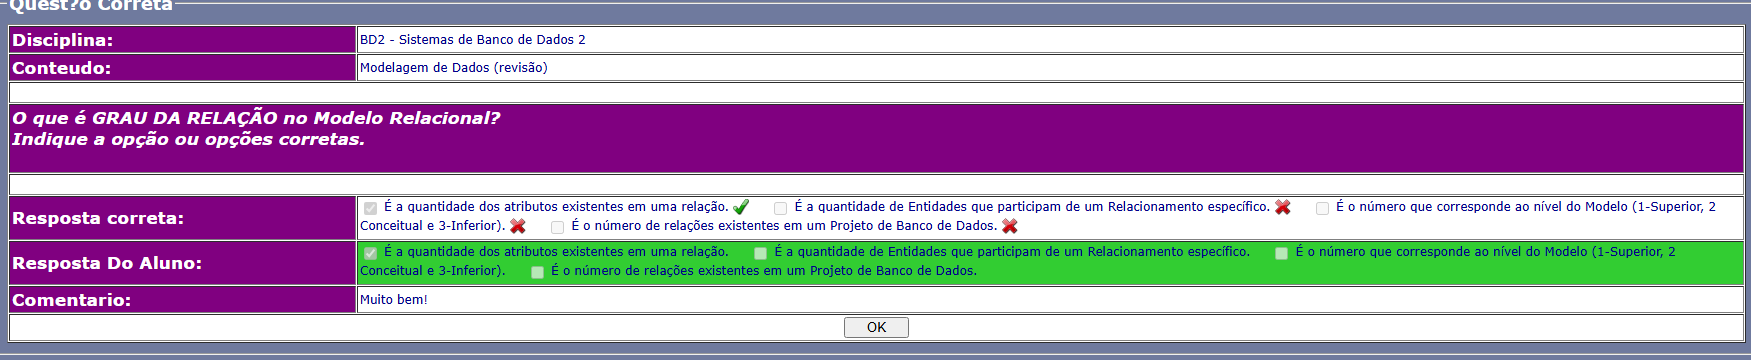 Quest?o Correta
Disciplina: BD2 - Sistemas de Banco de Dados 2
Conteudo: Modelagem de Dados (revisão)
O que é GRAU DA RELAÇÃO no Modelo Relacional?
Indique a opção ou opções corretas.
Resposta correta: É a quantidade dos atributos existentes em uma relação. É a quantidade de Entidades que participam de um Relacionamento específico. É o número que corresponde ao nível do Modelo (1-Superior, 2
Conceitual e 3-Inferior). É o número de relações existentes em um Projeto de Banco de Dados.
Resposta Do Aluno: É a quantidade dos atributos existentes em uma relação. É a quantidade de Entidades que participam de um Relacionamento específico. É o número que corresponde ao nível do Modelo (1-Superior, 2
Conceitual e 3-Inferior). É o número de relações existentes em um Projeto de Banco de Dados.
Comentario: Muito bem!
OK